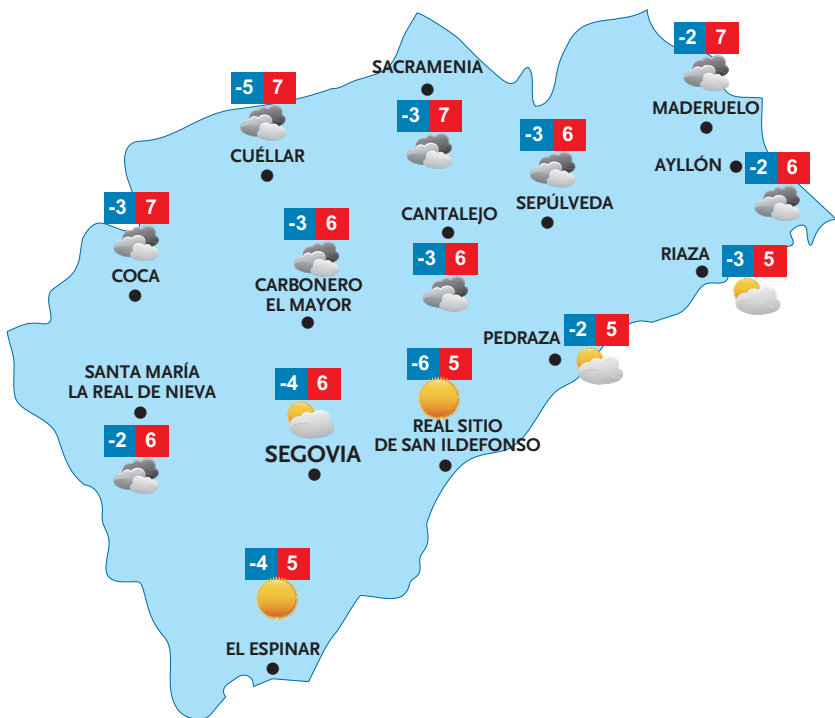 -2 7
MADERUELO
SACRAMENIA
-3 7
-5 7
CUÉLLAR
-3 6
SEPÚLVEDA
AYLLÓN
-2 6
-3 7
COCA
-3 6
CARBONERO
EL MAYOR
CANTALEJO
-3 6
RIAZA
-3 5
PEDRAZA
-2 5
SANTA MARÍA
LA REAL DE NIEVA
-2 6
-4 6
SEGOVIA
-6 5
REAL SITIO
DE SAN ILDEFONSO
-4 5
EL ESPINAR